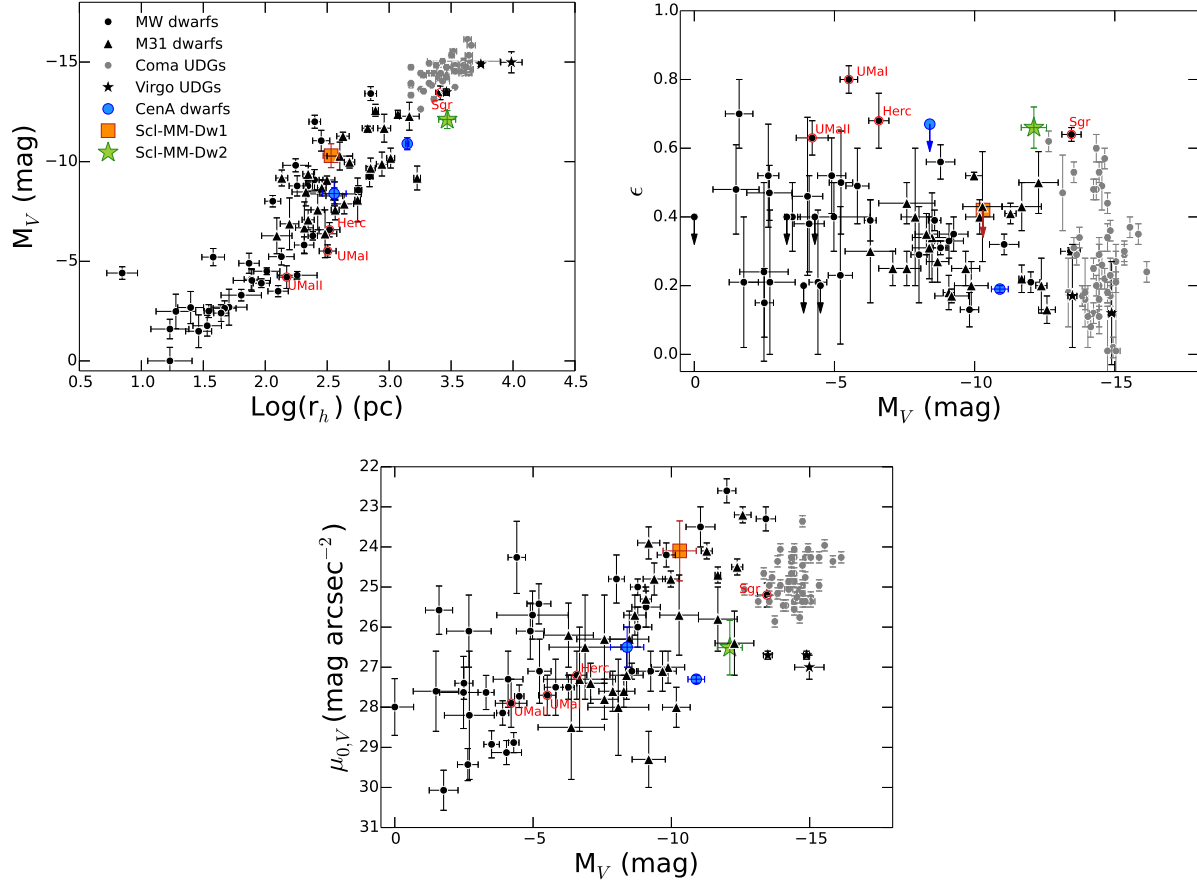 MW dwarfs
M31 dwarfs
Coma UDGs
Virgo UDGs
CenA dwarfs
Scl-MM-Dw1
Scl-MM-Dw2
Sgr
Herc
UMaI
UMaII
−15
−10
−5
0
M_V (mag)
0.5 1.0 1.5 2.0 2.5 3.0 3.5 4.0 4.5
Log(r_h) (pc)
1.0
0.8
0.6
0.4
0.2
0.0
ϵ
UMaI
Herc
UMaII
Sgr
0 −5 −10 −15
M_V (mag)
22
23
24
25
26
27
28
29
30
31
μ_{0,V} (mag arcsec^{−2})
Sgr
Herc
UMaI
UMaII
0 −5 −10 −15
M_V (mag)